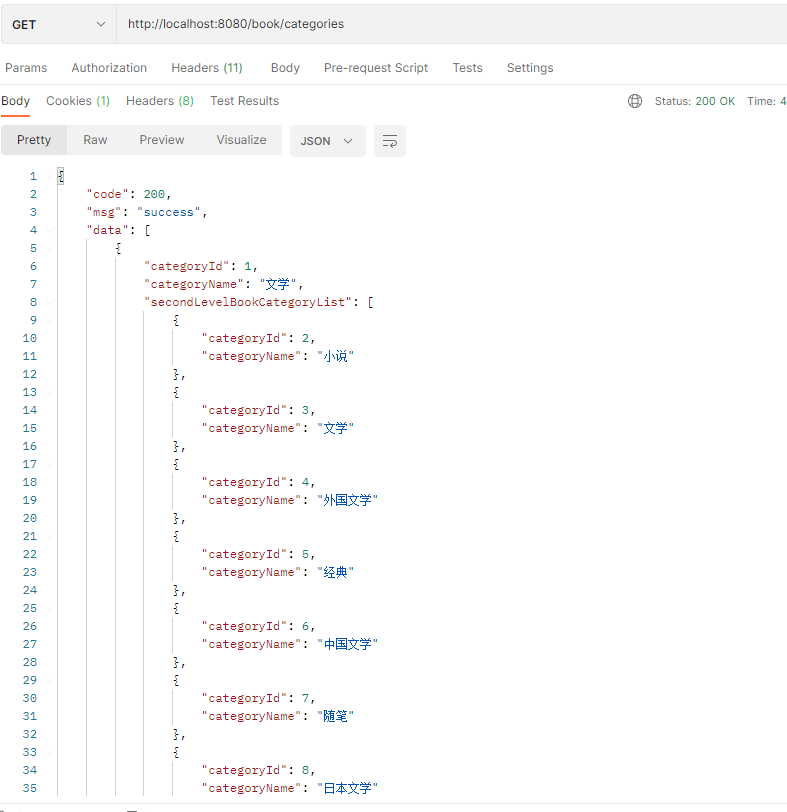 GET http://localhost:8080/book/categories
Params Authorization Headers (11) Body Pre-request Script Tests Settings
Body Cookies (1) Headers (8) Test Results Status: 200 OK Time: 4
Pretty Raw Preview Visualize JSON
1 {
2 "code": 200,
3 "msg": "success",
4 "data": [
5 {
6 "categoryId": 1,
7 "categoryName": "文学",
8 "secondLevelBookCategoryList": [
9 {
10 "categoryId": 2,
11 "categoryName": "小说"
12 },
13 {
14 "categoryId": 3,
15 "categoryName": "文学"
16 },
17 {
18 "categoryId": 4,
19 "categoryName": "外国文学"
20 },
21 {
22 "categoryId": 5,
23 "categoryName": "经典"
24 },
25 {
26 "categoryId": 6,
27 "categoryName": "中国文学"
28 },
29 {
30 "categoryId": 7,
31 "categoryName": "随笔"
32 },
33 {
34 "categoryId": 8,
35 "categoryName": "日本文学"